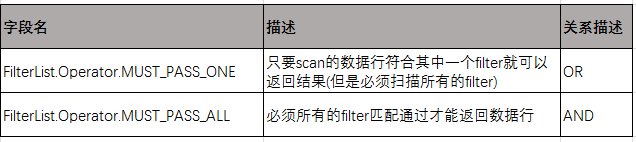 字段名 描述 关系描述
FilterList.Operator.MUST_PASS_ONE 只要scan的数据行符合其中一个filter就可以
返回结果(但是必须扫描所有的filter) OR
FilterList.Operator.MUST_PASS_ALL 必须所有的filter匹配通过才能返回数据行 AND